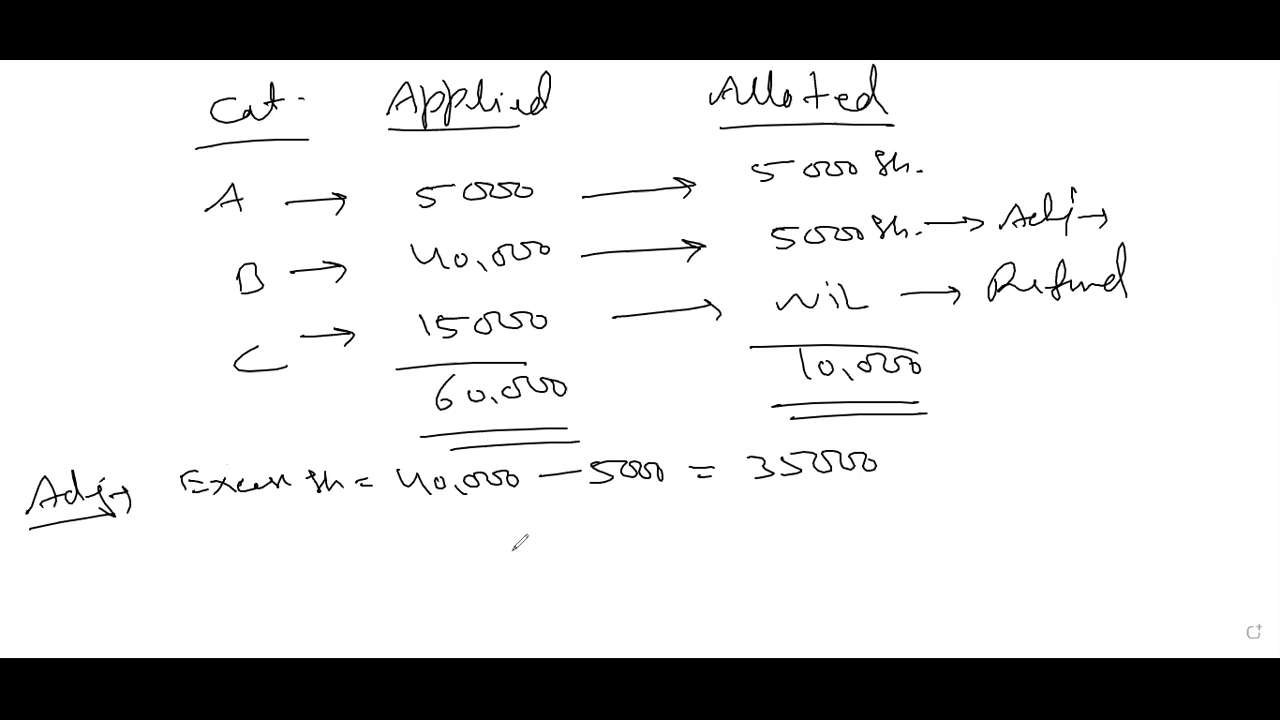 Cat. Applied Alloted
A → 5000 → 5000 Sh.
B → 40,000 → 5000 Sh. → Adj→
C → 15000 → NiL → Refund
60,000 10,000
Adj→ Excess Sh = 40,000 - 5000 = 35000